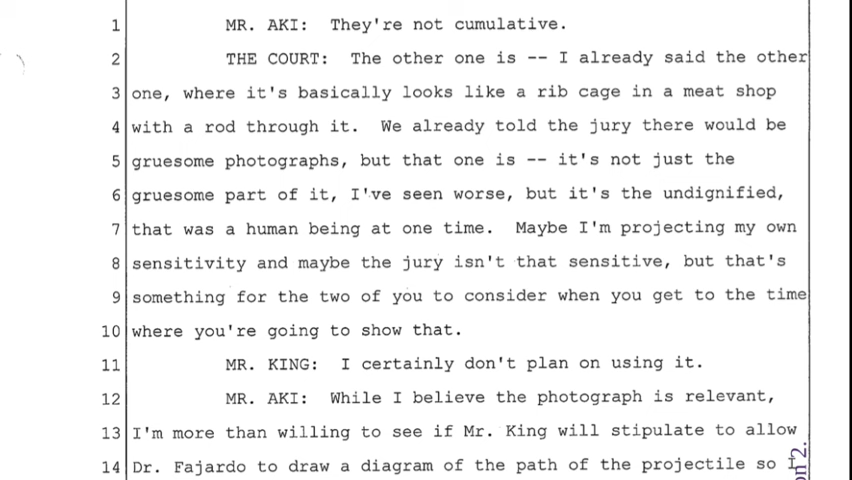 1 MR. AKI: They're not cumulative.
2 THE COURT: The other one is -- I already said the other
3 one, where it's basically looks like a rib cage in a meat shop
4 with a rod through it. We already told the jury there would be
5 gruesome photographs, but that one is -- it's not just the
6 gruesome part of it, I've seen worse, but it's the undignified,
7 that was a human being at one time. Maybe I'm projecting my own
8 sensitivity and maybe the jury isn't that sensitive, but that's
9 something for the two of you to consider when you get to the time
10 where you're going to show that.
11 MR. KING: I certainly don't plan on using it.
12 MR. AKI: While I believe the photograph is relevant,
13 I'm more than willing to see if Mr. King will stipulate to allow
14 Dr. Fajardo to draw a diagram of the path of the projectile so I
on 2.